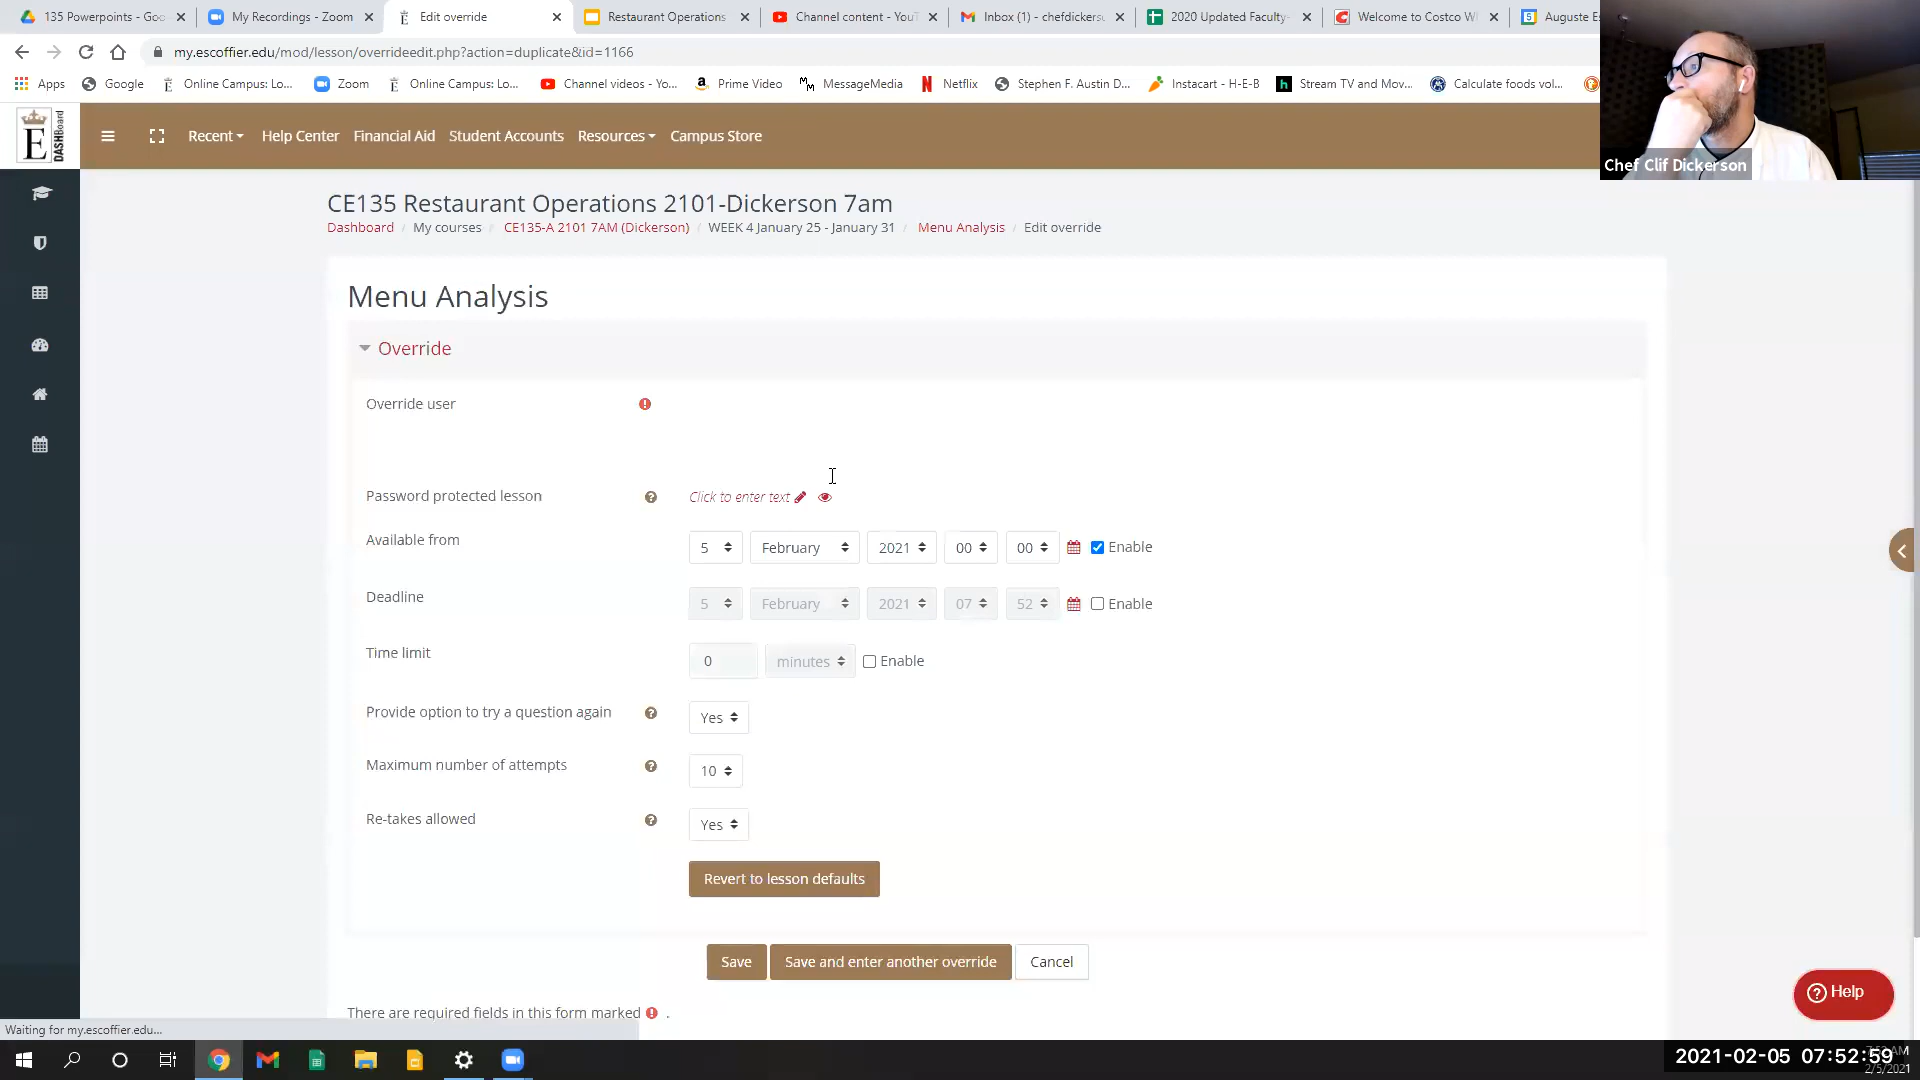 135 Powerpoints - Goo
My Recordings - Zoom
Edit override
Restaurant Operations
Channel content - YouT
Inbox (1) - chefdickers
2020 Updated Faculty-
Welcome to Costco W
Auguste Es
my.escoffier.edu/mod/lesson/overrideedit.php?action=duplicate&id=1166
Apps
Google
Online Campus: Lo...
Zoom
Online Campus: Lo...
Channel videos - Yo...
Prime Video
MessageMedia
Netflix
Stephen F. Austin D...
Instacart - H-E-B
Stream TV and Mov...
Calculate foods vol...
E DASHBoard
Recent
Help Center
Financial Aid
Student Accounts
Resources
Campus Store
Chef Clif Dickerson
CE135 Restaurant Operations 2101-Dickerson 7am
Dashboard / My courses / CE135-A 2101 7AM (Dickerson) / WEEK 4 January 25 - January 31 / Menu Analysis / Edit override
Menu Analysis
Override
Override user
Password protected lesson ? Click to enter text
Available from 5 February 2021 00 00 Enable
Deadline 5 February 2021 07 52 Enable
Time limit 0 minutes Enable
Provide option to try a question again ? Yes
Maximum number of attempts ? 10
Re-takes allowed ? Yes
Revert to lesson defaults
Save
Save and enter another override
Cancel
There are required fields in this form marked ! .
? Help
Waiting for my.escoffier.edu...
2021-02-05 07:52:59
2/5/2021